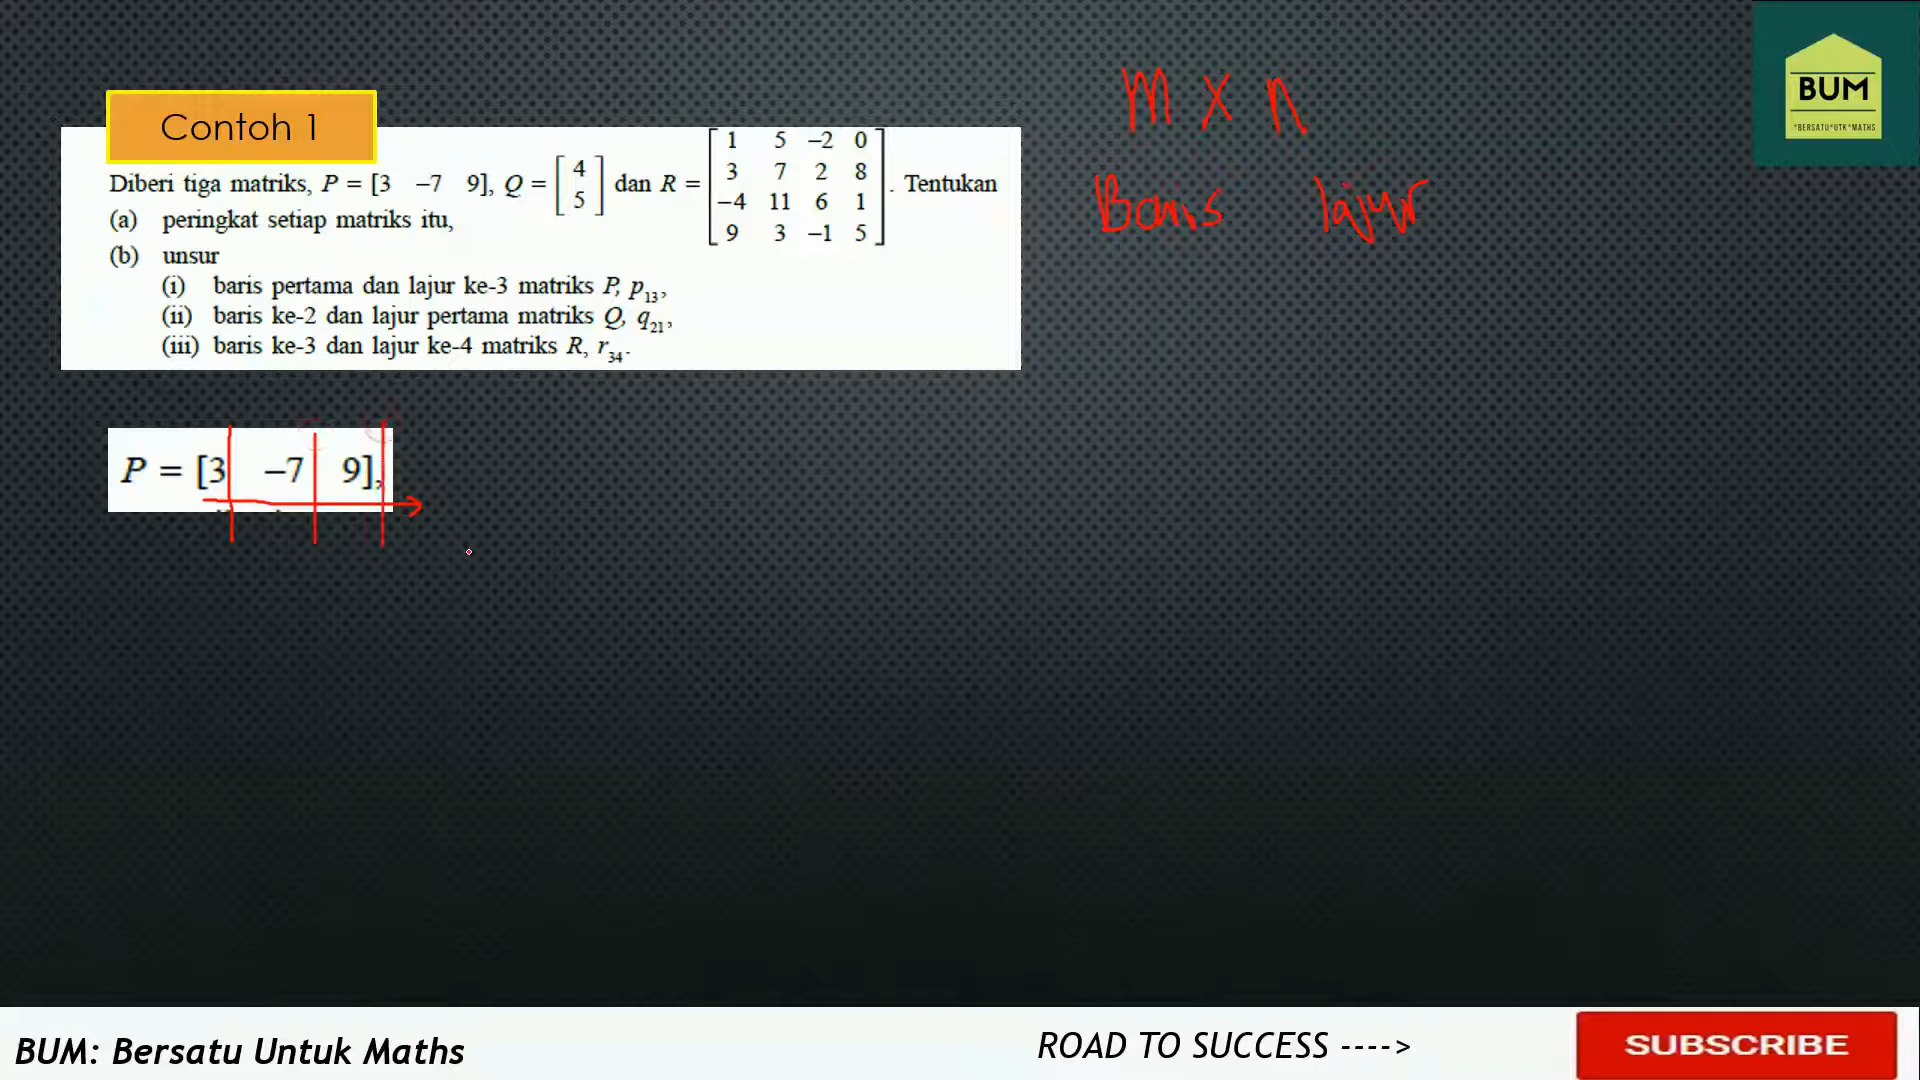 Contoh 1
Diberi tiga matriks, P = [3 −7 9], Q = [4 5] dan R = [1 5 −2 0 3 7 2 8 −4 11 6 1 9 3 −1 5]. Tentukan
(a) peringkat setiap matriks itu,
(b) unsur
(i) baris pertama dan lajur ke-3 matriks P, p13,
(ii) baris ke-2 dan lajur pertama matriks Q, q21,
(iii) baris ke-3 dan lajur ke-4 matriks R, r34.
m × n
Baris lajur
BUM
"BERSATU*UTK*MATHS
P = [3 −7 9],
BUM: Bersatu Untuk Maths
ROAD TO SUCCESS ---->
SUBSCRIBE